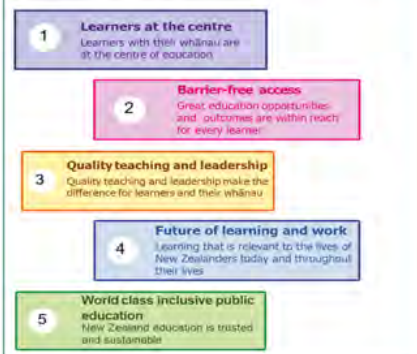 1
Learners at the centre
Learners with their whānau are
at the centre of education
2
Barrier-free access
Great education opportunities
and outcomes are within reach
for every learner
3
Quality teaching and leadership
Quality teaching and leadership make the
difference for learners and their whānau
4
Future of learning and work
Learning that is relevant to the lives of
New Zealanders today and throughout
their lives
5
World class inclusive public
education
New Zealand education is trusted
and sustainable